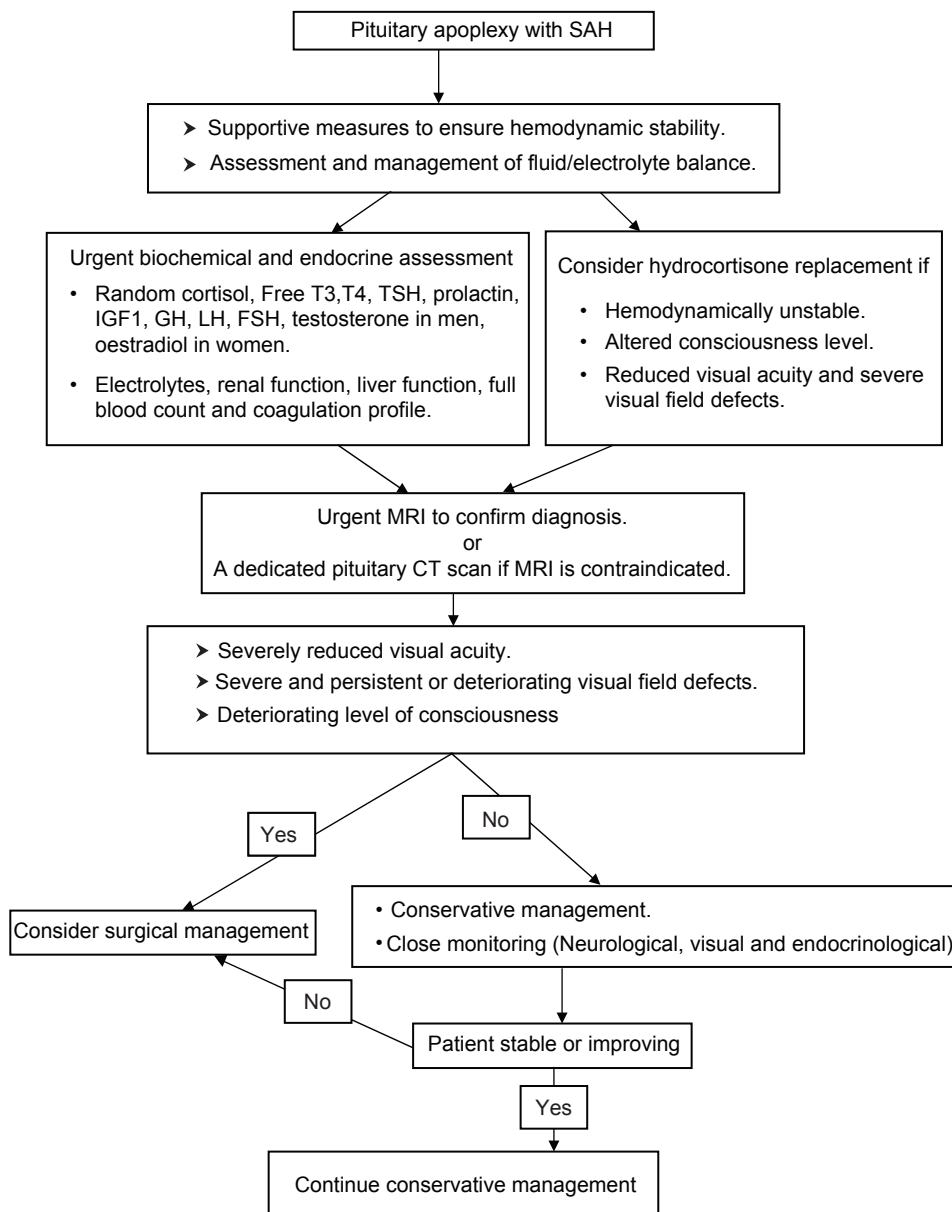 Pituitary apoplexy with SAH
➤ Supportive measures to ensure hemodynamic stability.
➤ Assessment and management of fluid/electrolyte balance.
Urgent biochemical and endocrine assessment
• Random cortisol, Free T3,T4, TSH, prolactin,
IGF1, GH, LH, FSH, testosterone in men,
oestradiol in women.
• Electrolytes, renal function, liver function, full
blood count and coagulation profile.
Consider hydrocortisone replacement if
• Hemodynamically unstable.
• Altered consciousness level.
• Reduced visual acuity and severe
visual field defects.
Urgent MRI to confirm diagnosis.
or
A dedicated pituitary CT scan if MRI is contraindicated.
➤ Severely reduced visual acuity.
➤ Severe and persistent or deteriorating visual field defects.
➤ Deteriorating level of consciousness
Yes
No
Consider surgical management
• Conservative management.
• Close monitoring (Neurological, visual and endocrinological)
No
Patient stable or improving
Yes
Continue conservative management